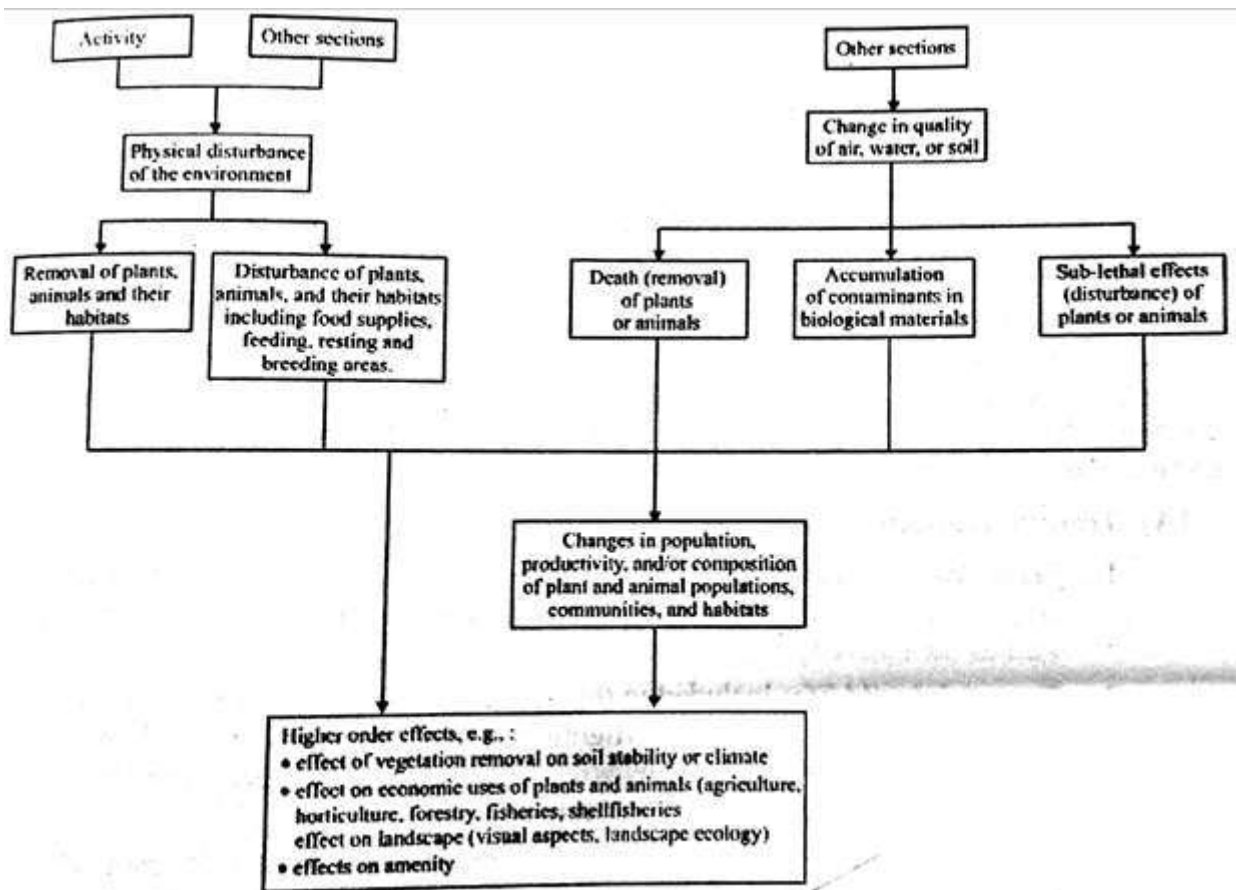 Activity
Other sections
Other sections
Physical disturbance
of the environment
Change in quality
of air, water, or soil
Removal of plants,
animals and their
habitats
Disturbance of plants,
animals, and their habitats
including food supplies,
feeding, resting and
breeding areas.
Death (removal)
of plants
or animals
Accumulation
of contaminants in
biological materials
Sub-lethal effects
(disturbance) of
plants or animals
Changes in population,
productivity, and/or composition
of plant and animal populations,
communities, and habitats
Higher order effects, e.g., :
• effect of vegetation removal on soil stability or climate
• effect on economic uses of plants and animals (agriculture,
horticulture, forestry, fisheries, shellfisheries
effect on landscape (visual aspects, landscape ecology)
• effects on amenity